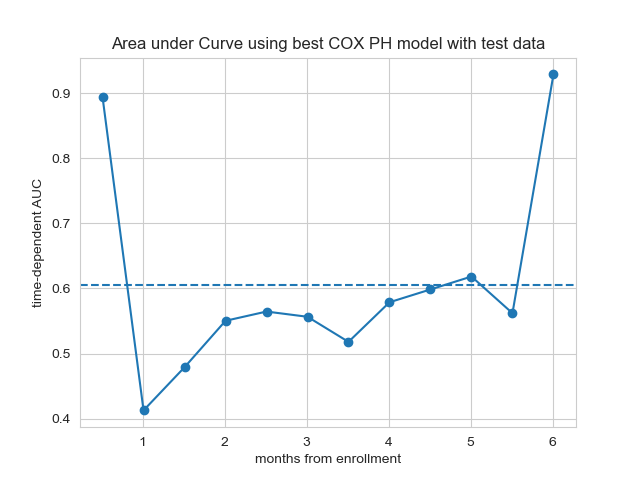 Area under Curve using best COX PH model with test data
time-dependent AUC
0.9
0.8
0.7
0.6
0.5
0.4
1 2 3 4 5 6
months from enrollment